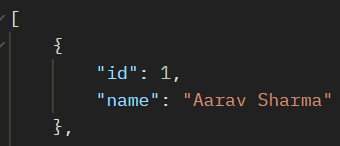 [
    {
        "id": 1,
        "name": "Aarav Sharma"
    },